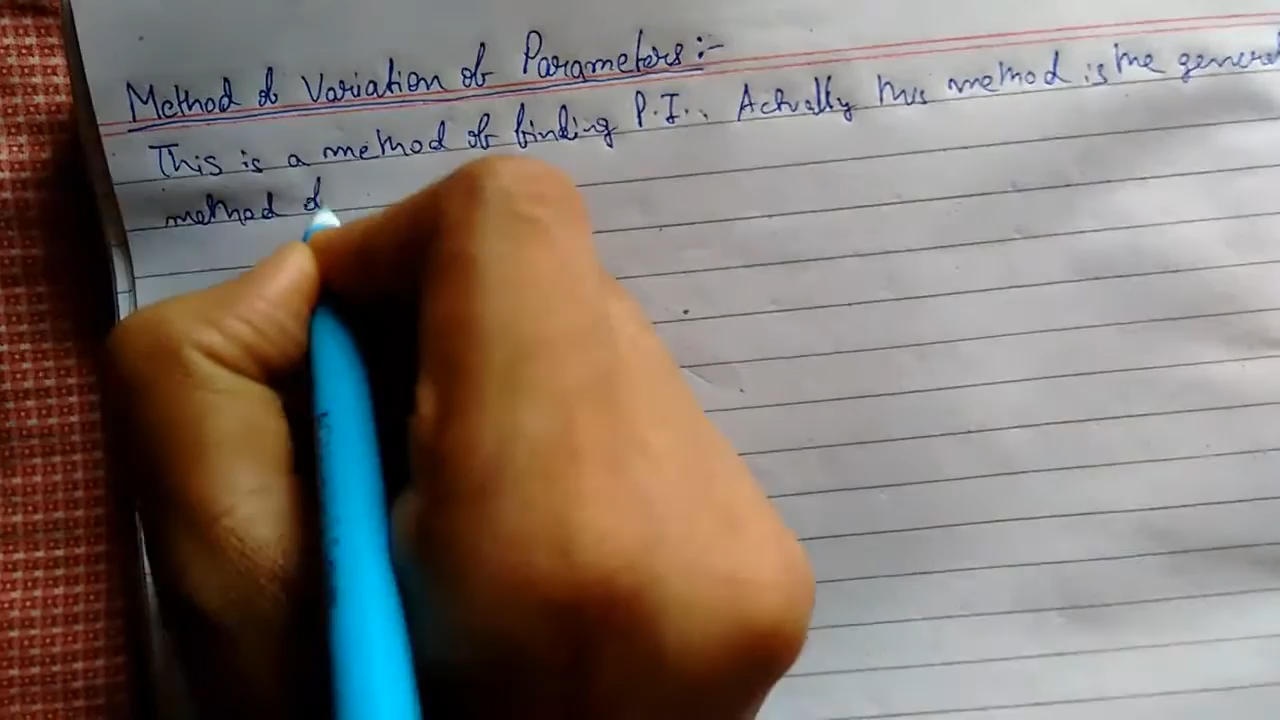 Method of Variation of Parameters :-
This is a method of finding P.I.. Actually this method is the general
method of